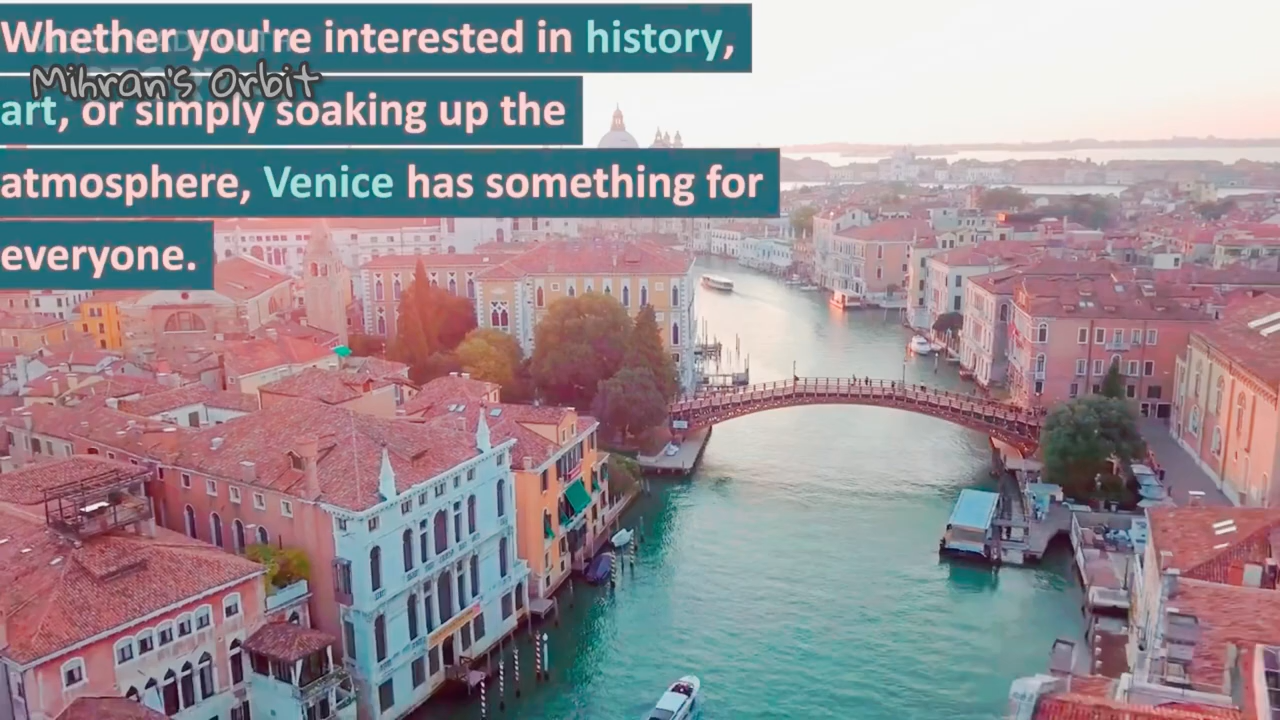 Whether you're interested in history,
Mihran's Orbit
art, or simply soaking up the
atmosphere, Venice has something for
everyone.